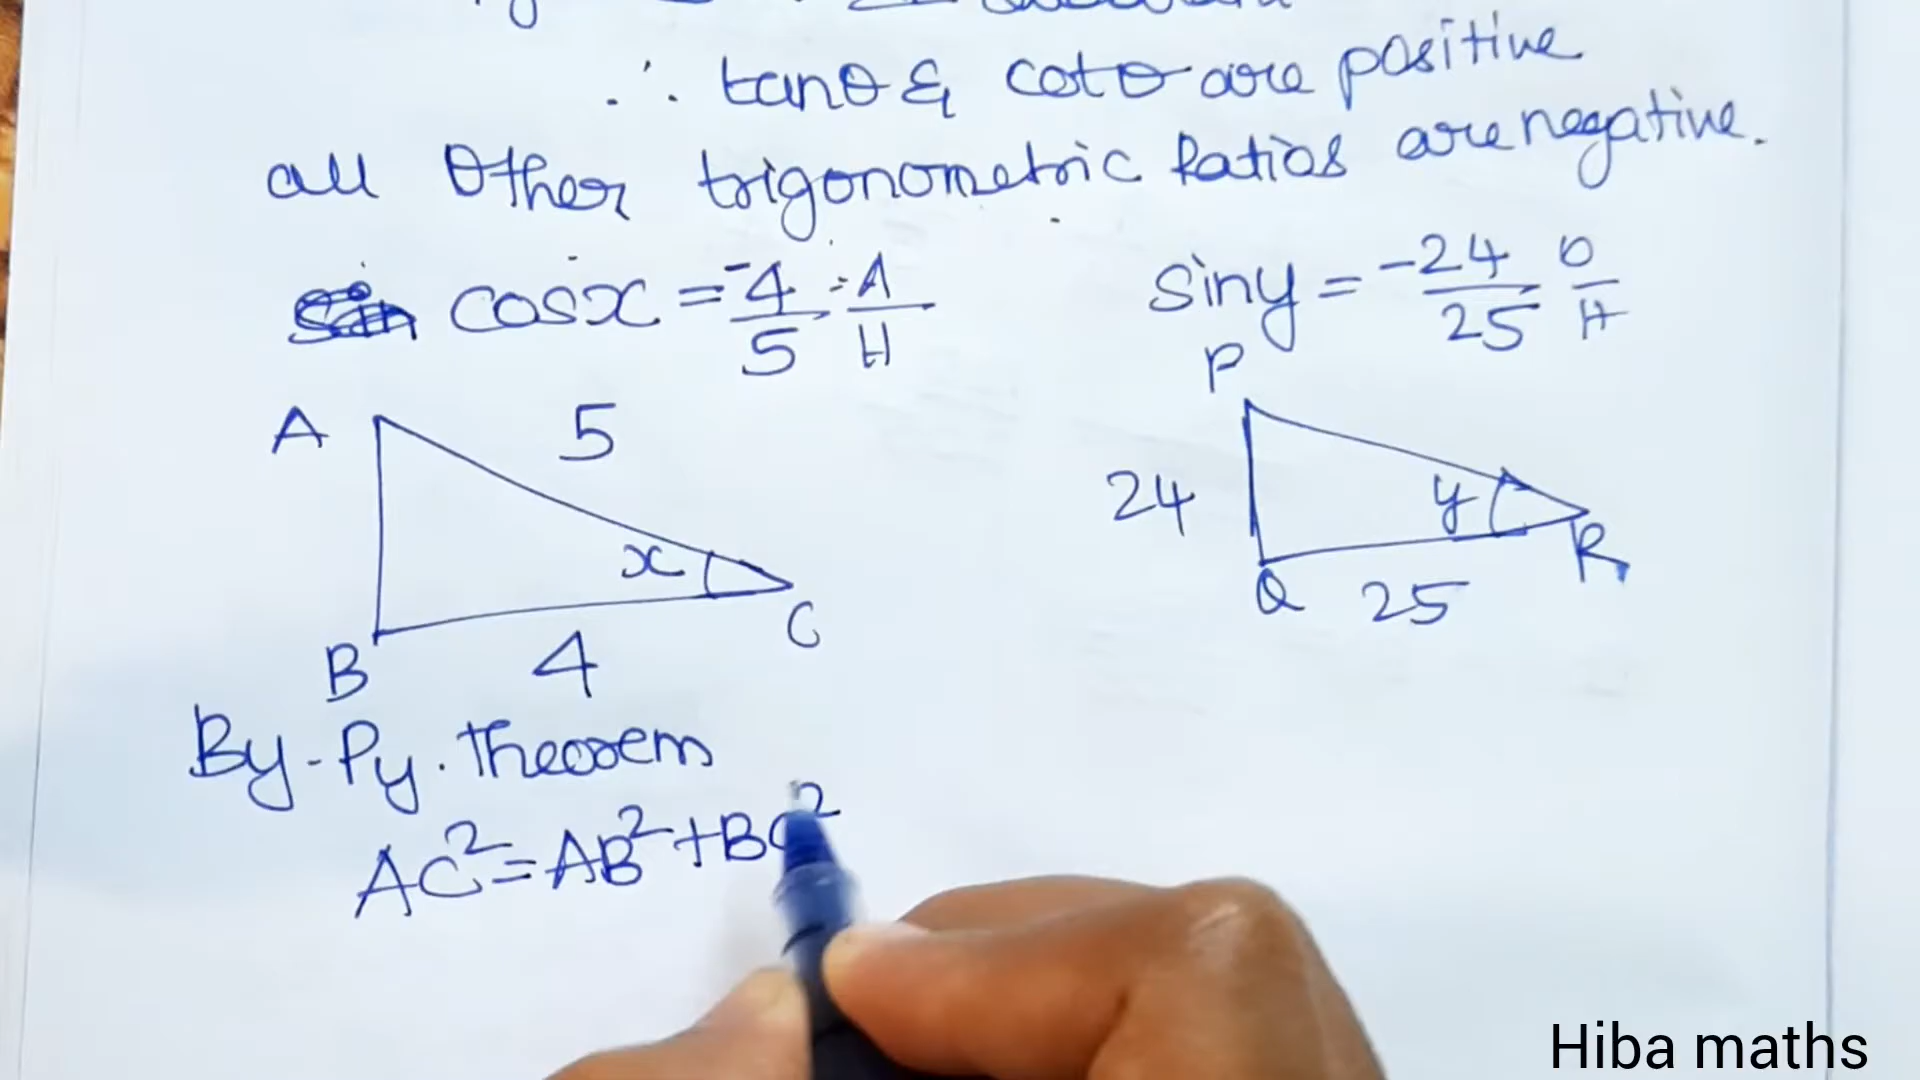 ∴ tanθ & cotθ are positive
all Other trigonometric Ratios are negative.
cosx = -4/5 = A/H
siny = -24/25 O/H
A 5
x
B 4 C
P
24 y
Q 25 R
By-Py. theorem
AC² = AB² + BC²
Hiba maths